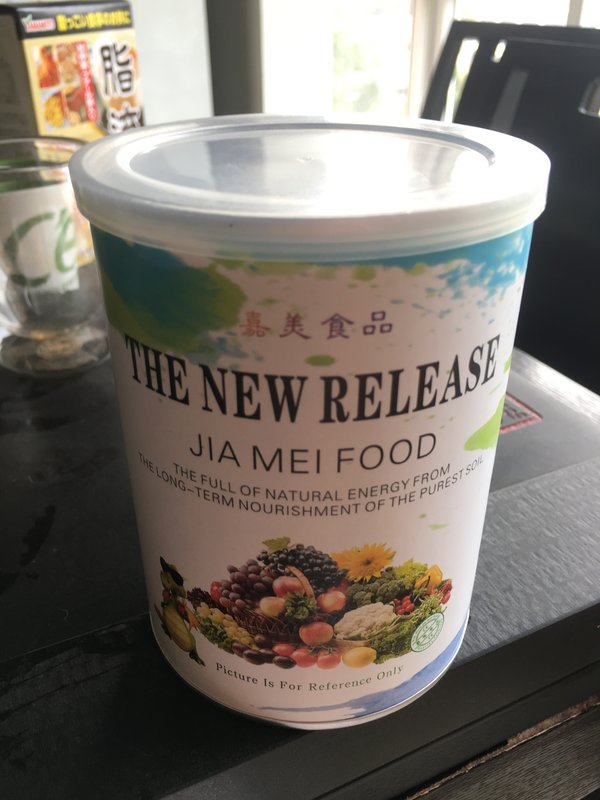 脂
嘉美食品
THE NEW RELEASE
JIA MEI FOOD
THE FULL OF NATURAL ENERGY FROM
THE LONG-TERM NOURISHMENT OF THE PUREST SOIL
Picture Is For Reference Only